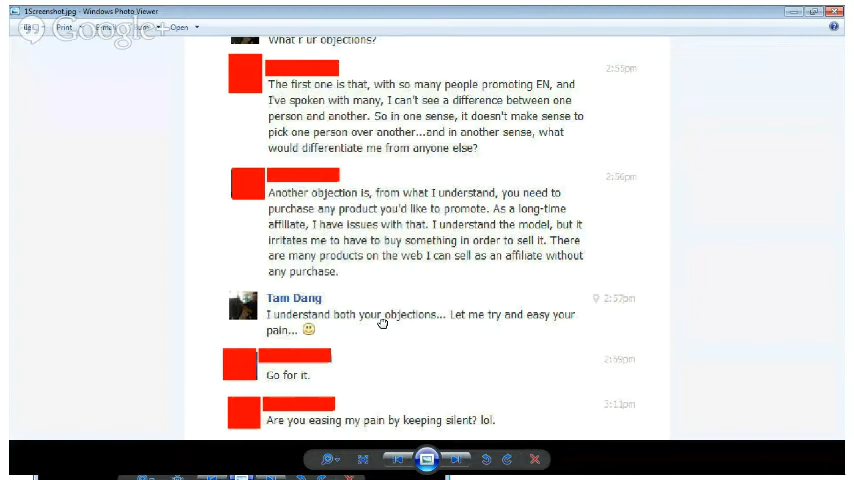 1Screenshot.jpg - Windows Photo Viewer
Print
Open
Google+
What r ur objections?
2:55pm
The first one is that, with so many people promoting EN, and
I've spoken with many, I can't see a difference between one
person and another. So in one sense, it doesn't make sense to
pick one person over another...and in another sense, what
would differentiate me from anyone else?
2:56pm
Another objection is, from what I understand, you need to
purchase any product you'd like to promote. As a long-time
affiliate, I have issues with that. I understand the model, but it
irritates me to have to buy something in order to sell it. There
are many products on the web I can sell as an affiliate without
any purchase.
Tam Dang
2:57pm
I understand both your objections... Let me try and easy your
pain...
2:59pm
Go for it.
3:11pm
Are you easing my pain by keeping silent? lol.